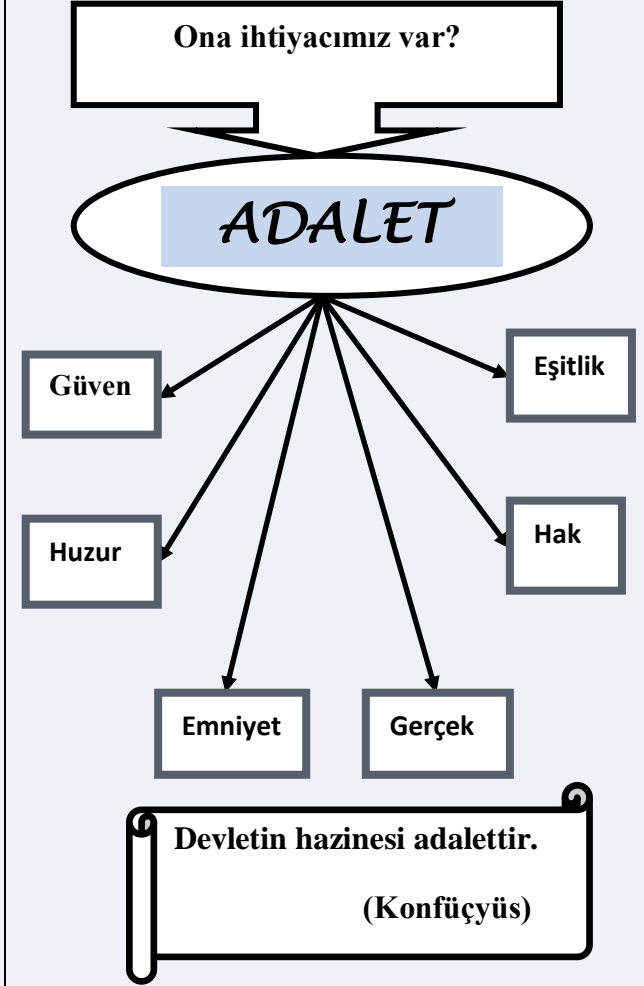 Ona ihtiyacımız var?
ADALET
Güven
Eşitlik
Huzur
Hak
Emniyet
Gerçek
Devletin hazinesi adalettir.
(Konfüçyüs)